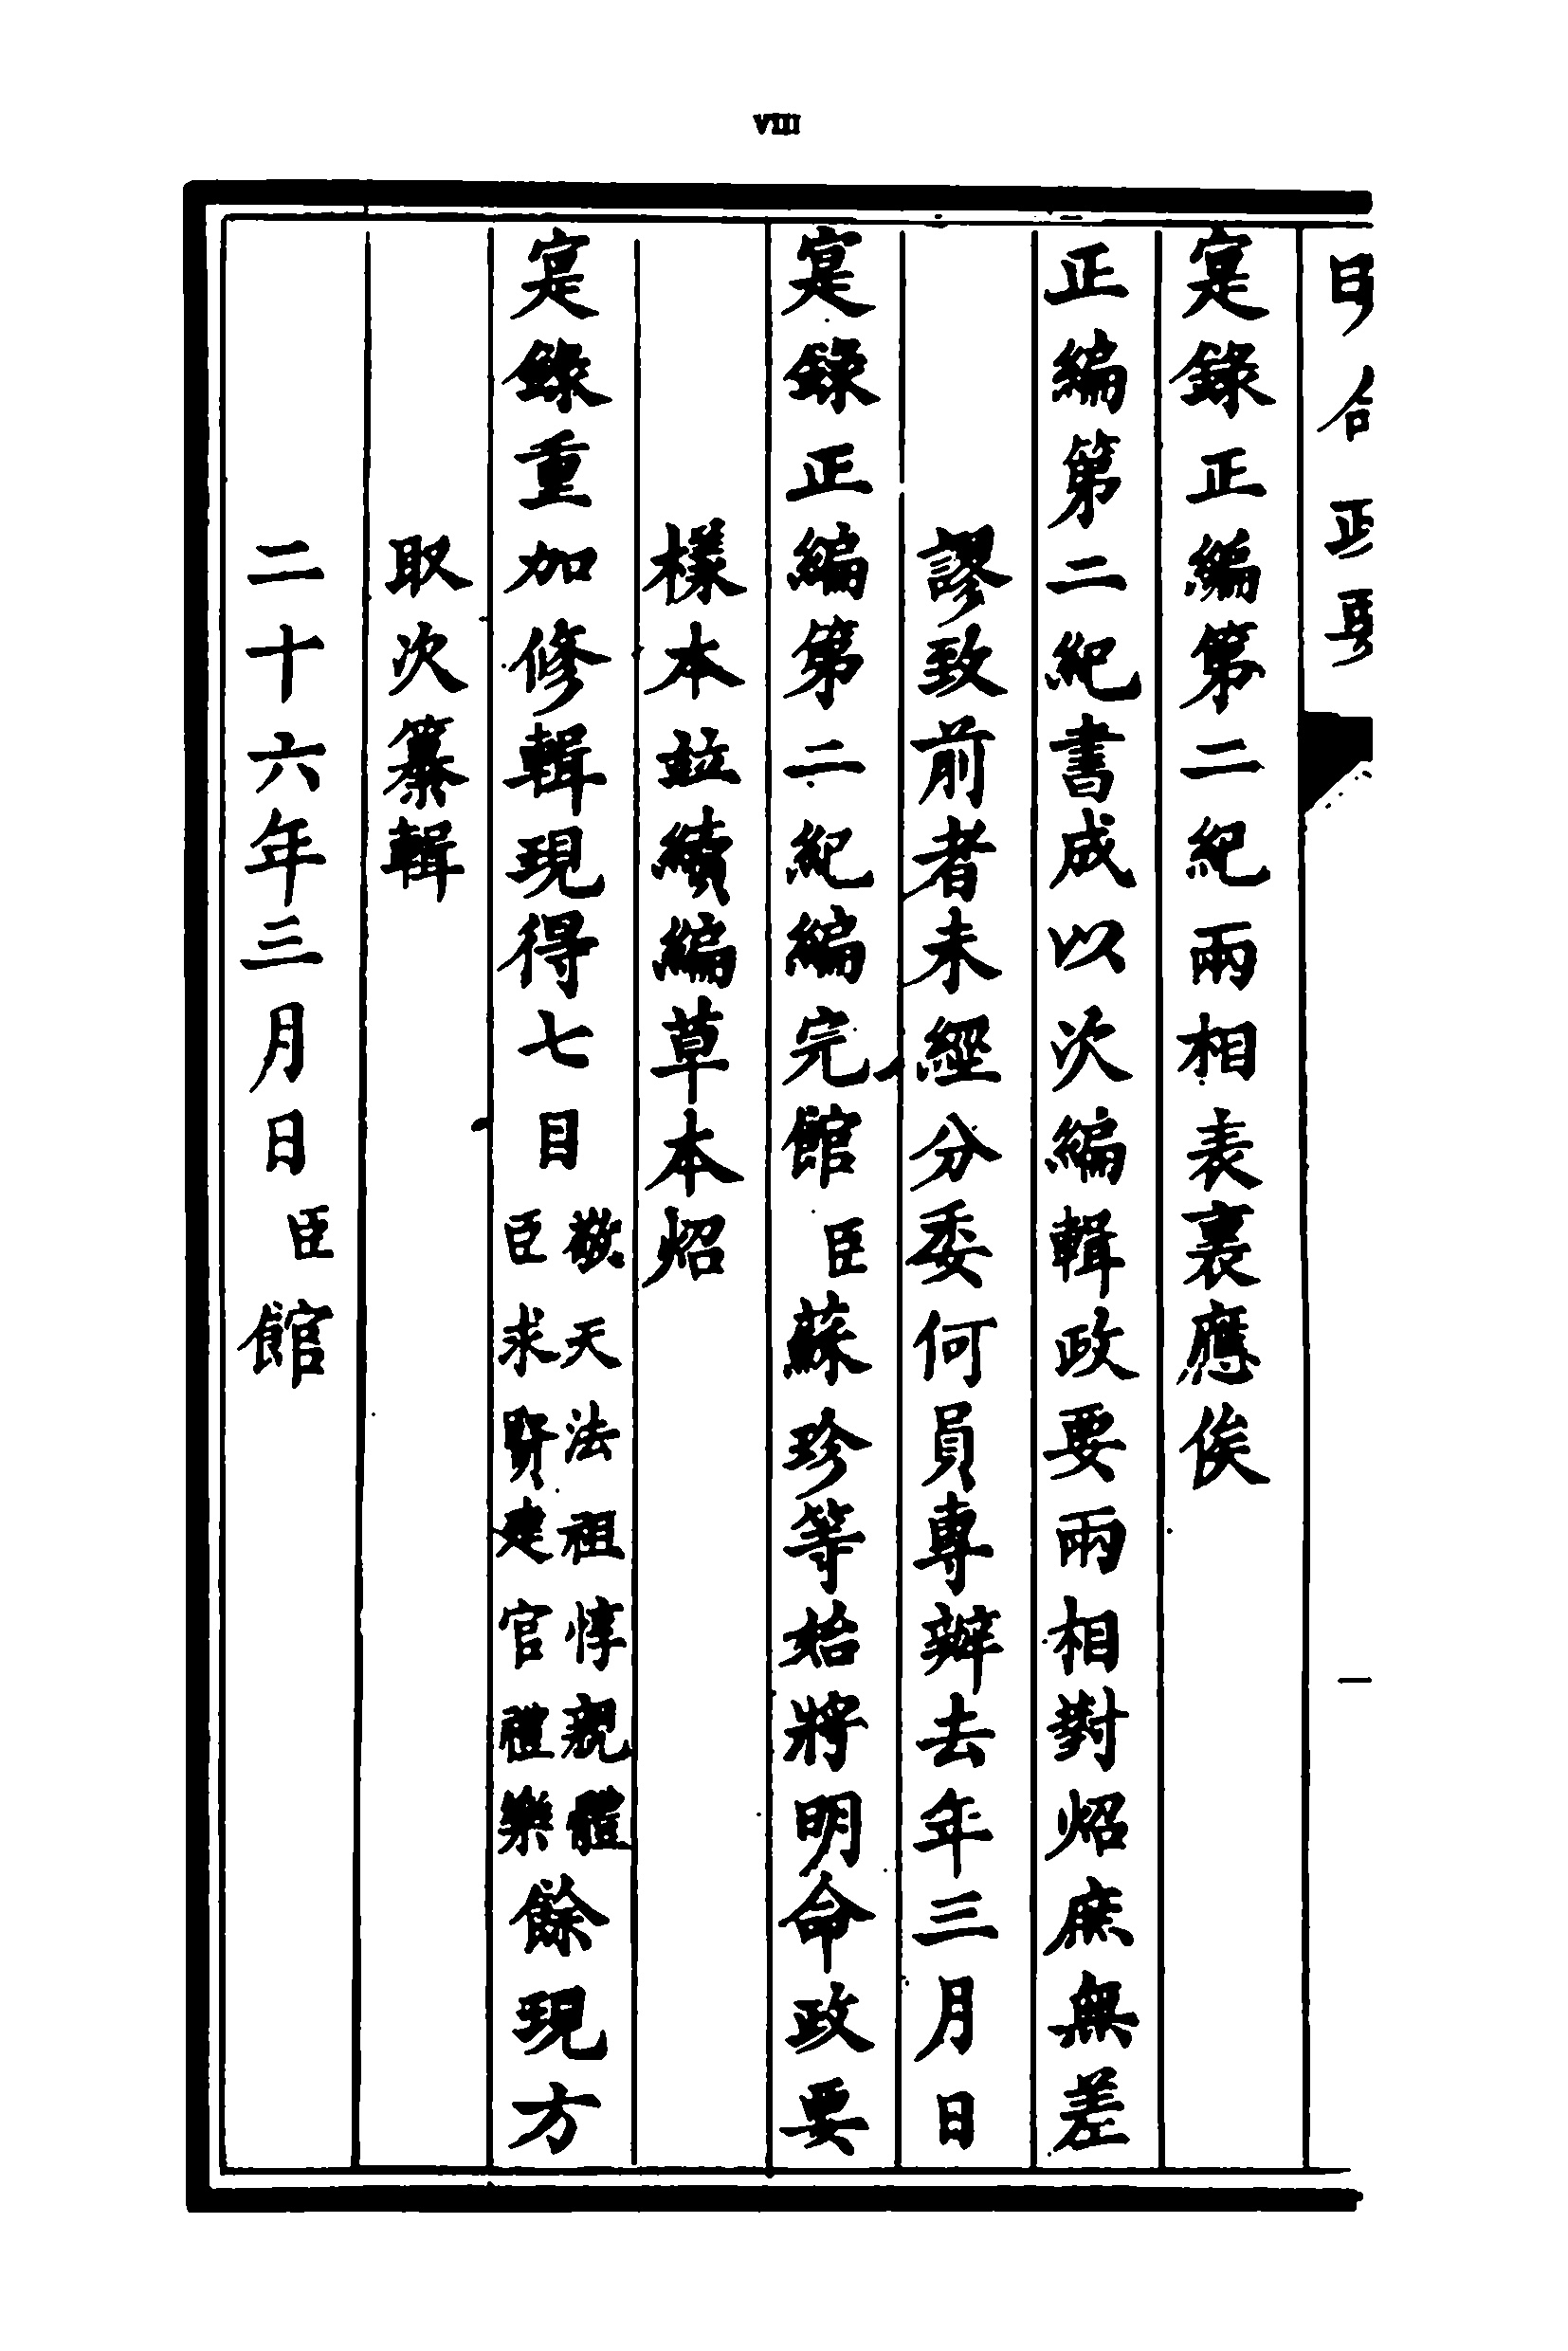 VIII
明命政要
寔錄正編第二紀兩相表裏應俟
正編第二紀書成以次編輯政要兩相對炤庶無差
謬致前者未經分委何員專辦去年三月日
寔錄正編第二紀編完館臣蘇珍等始將明命政要
樣本竝續編草本炤
寔錄重加修輯現得七目敬天法祖惇親體臣求賢建官禮樂餘現方
取次纂輯
二十六年三月日臣館
一